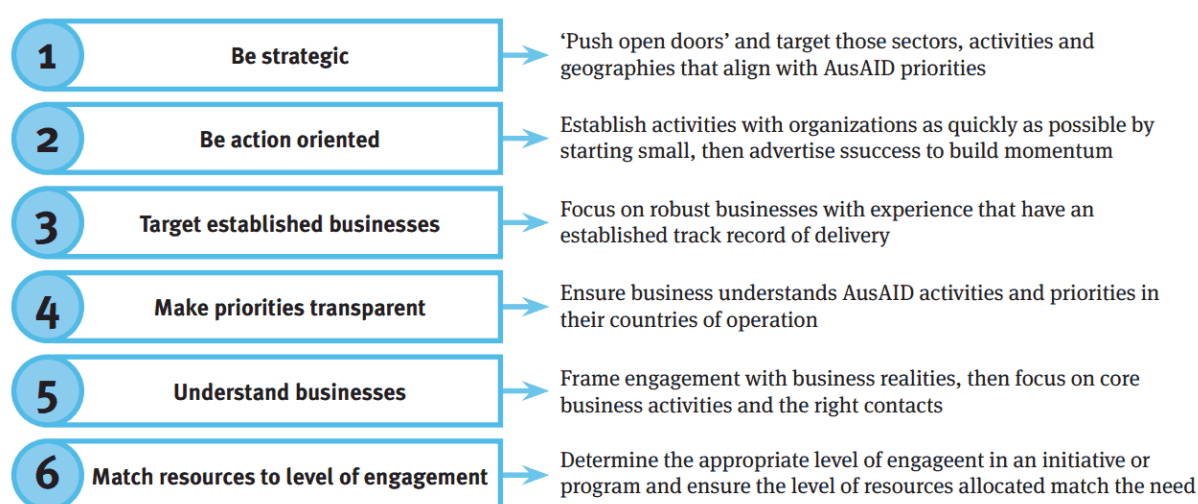 1
Be strategic
‘Push open doors’ and target those sectors, activities and
geographies that align with AusAID priorities
2
Be action oriented
Establish activities with organizations as quickly as possible by
starting small, then advertise ssuccess to build momentum
3
Target established businesses
Focus on robust businesses with experience that have an
established track record of delivery
4
Make priorities transparent
Ensure business understands AusAID activities and priorities in
their countries of operation
5
Understand businesses
Frame engagement with business realities, then focus on core
business activities and the right contacts
6
Match resources to level of engagement
Determine the appropriate level of engageent in an initiative or
program and ensure the level of resources allocated match the need